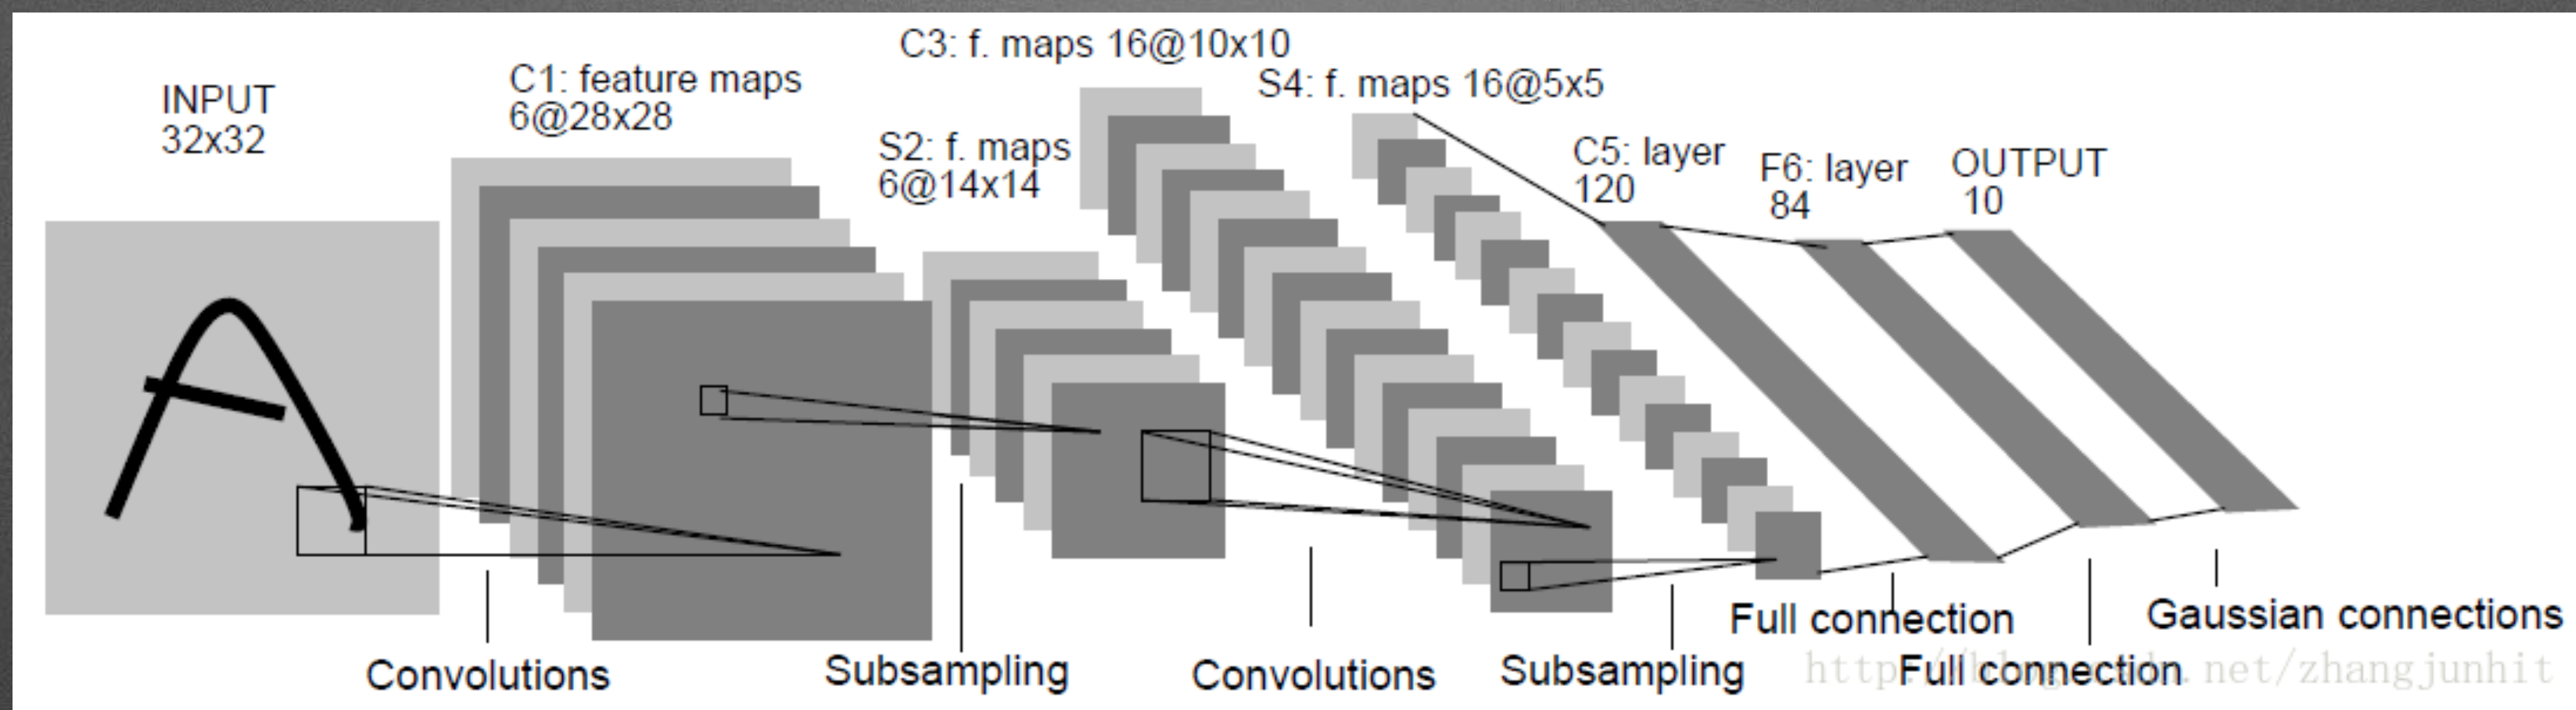 INPUT
32x32
C1: feature maps
6@28x28
S2: f. maps
6@14x14
C3: f. maps 16@10x10
S4: f. maps 16@5x5
C5: layer
120
F6: layer
84
OUTPUT
10
Convolutions
Subsampling
Convolutions
Subsampling
Full connection
Full connection
Gaussian connections